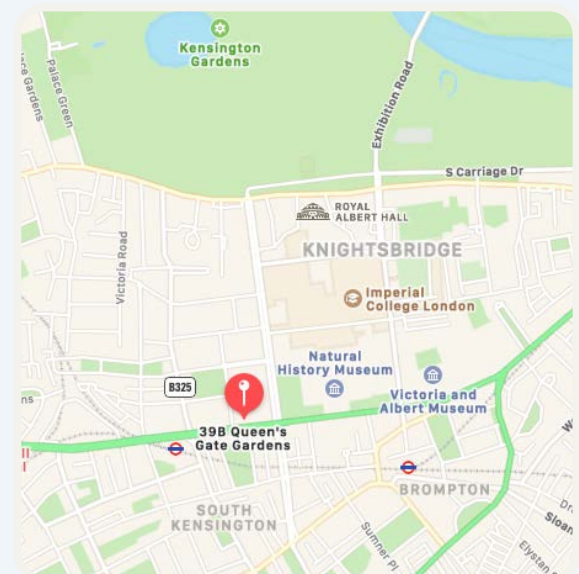 Kensington
Gardens
Palace Green
Exhibition Road
S Carriage Dr
ROYAL
ALBERT HALL
KNIGHTSBRIDGE
Victoria Road
Imperial
College London
Natural
History Museum
B325
Victoria and
Albert Museum
39B Queen's
Gate Gardens
BROMPTON
SOUTH
KENSINGTON
Sumner Pl
Elystan